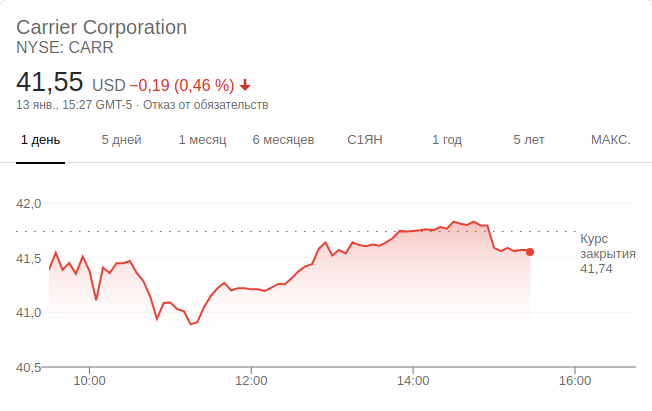 Carrier Corporation
NYSE: CARR
41,55 USD −0,19 (0,46 %)
13 янв., 15:27 GMT-5 · Отказ от обязательств
1 день 5 дней 1 месяц 6 месяцев С1ЯН 1 год 5 лет МАКС.
42,0
Курс
закрытия
41,74
41,5
41,0
40,5
10:00 12:00 14:00 16:00